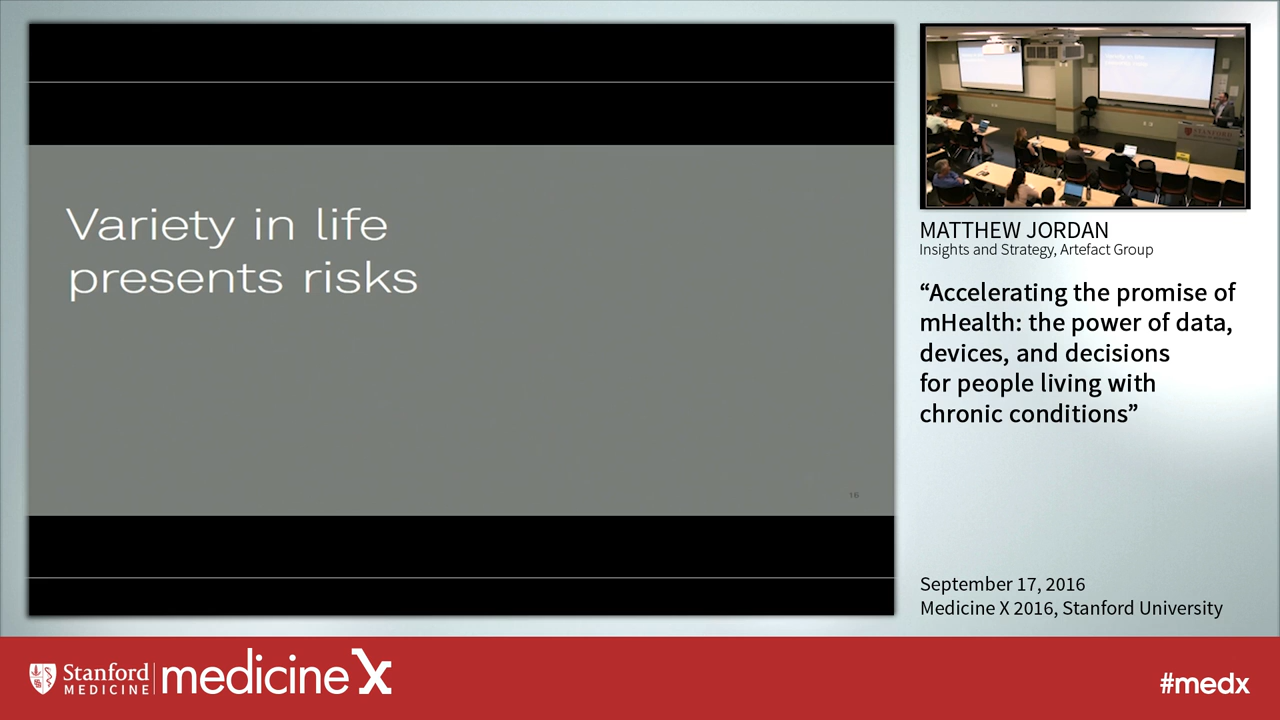 Variety in life
presents risks
16
STANFORD
MATTHEW JORDAN
Insights and Strategy, Artefact Group
“Accelerating the promise of
mHealth: the power of data,
devices, and decisions
for people living with
chronic conditions”
September 17, 2016
Medicine X 2016, Stanford University
Stanford
MEDICINE
medicine X
#medx